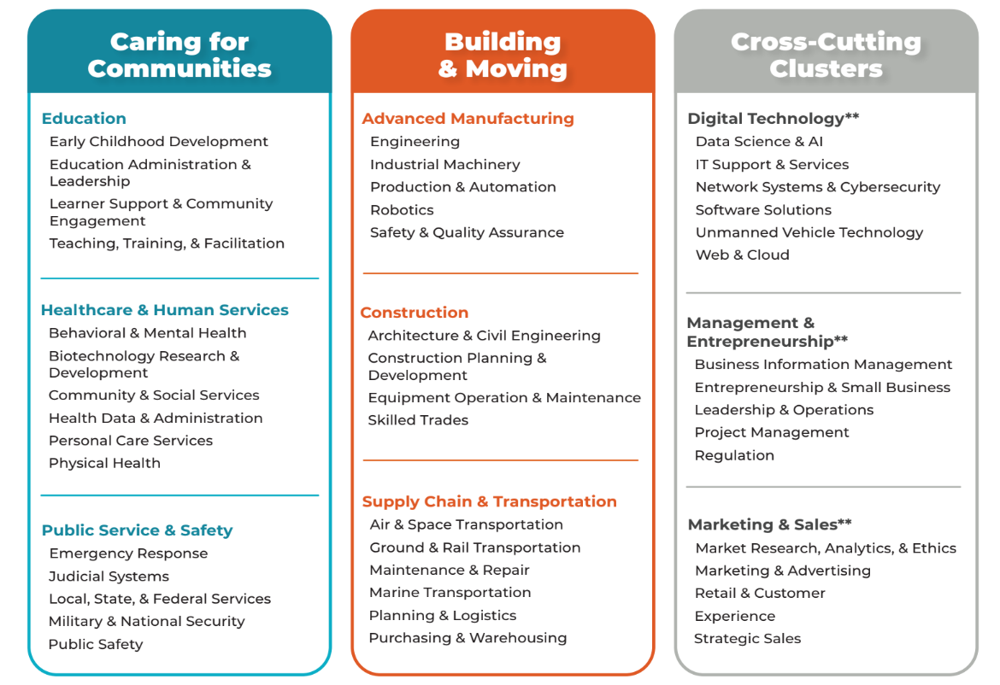 Caring for
Communities
Education
Early Childhood Development
Education Administration &
Leadership
Learner Support & Community
Engagement
Teaching, Training, & Facilitation
Healthcare & Human Services
Behavioral & Mental Health
Biotechnology Research &
Development
Community & Social Services
Health Data & Administration
Personal Care Services
Physical Health
Public Service & Safety
Emergency Response
Judicial Systems
Local, State, & Federal Services
Military & National Security
Public Safety
Building
& Moving
Advanced Manufacturing
Engineering
Industrial Machinery
Production & Automation
Robotics
Safety & Quality Assurance
Construction
Architecture & Civil Engineering
Construction Planning &
Development
Equipment Operation & Maintenance
Skilled Trades
Supply Chain & Transportation
Air & Space Transportation
Ground & Rail Transportation
Maintenance & Repair
Marine Transportation
Planning & Logistics
Purchasing & Warehousing
Cross-Cutting
Clusters
Digital Technology**
Data Science & AI
IT Support & Services
Network Systems & Cybersecurity
Software Solutions
Unmanned Vehicle Technology
Web & Cloud
Management &
Entrepreneurship**
Business Information Management
Entrepreneurship & Small Business
Leadership & Operations
Project Management
Regulation
Marketing & Sales**
Market Research, Analytics, & Ethics
Marketing & Advertising
Retail & Customer
Experience
Strategic Sales